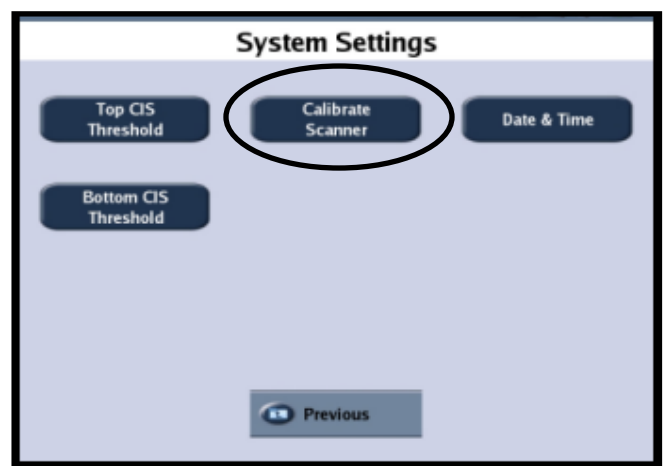 System Settings
Top CIS
Threshold
Calibrate
Scanner
Date & Time
Bottom CIS
Threshold
Previous